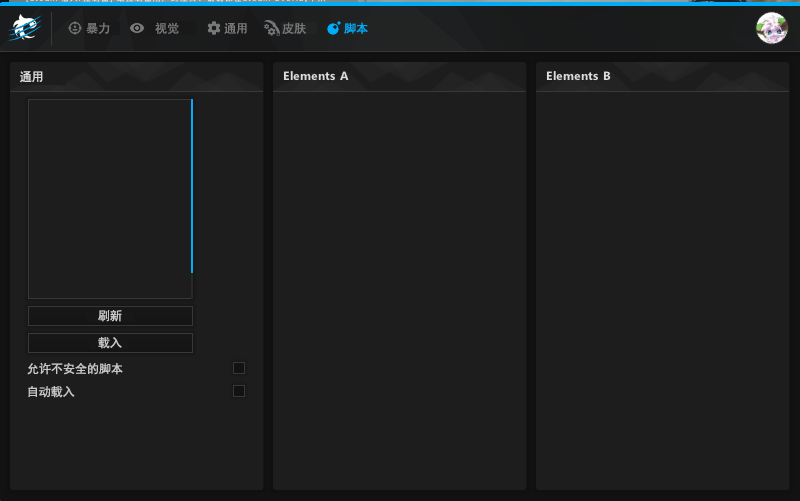 暴力 视觉 通用 皮肤 脚本
通用 Elements A Elements B
刷新
载入
允许不安全的脚本
自动载入